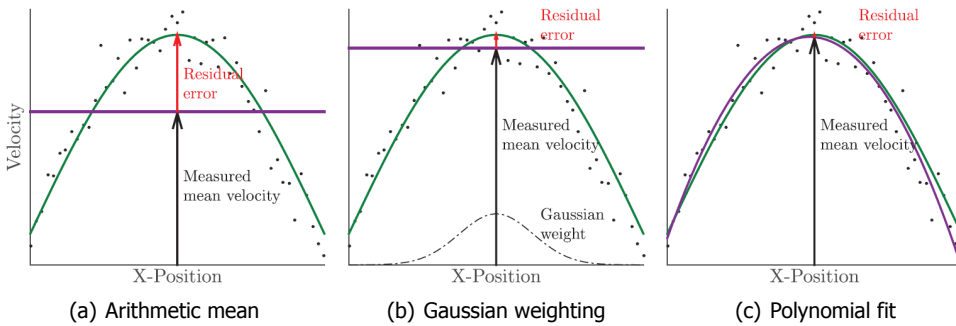 Velocity
Residual
error
Measured
mean velocity
X-Position
(a) Arithmetic mean
Residual
error
Measured
mean velocity
Gaussian
weight
X-Position
(b) Gaussian weighting
Residual
error
Measured
mean velocity
X-Position
(c) Polynomial fit